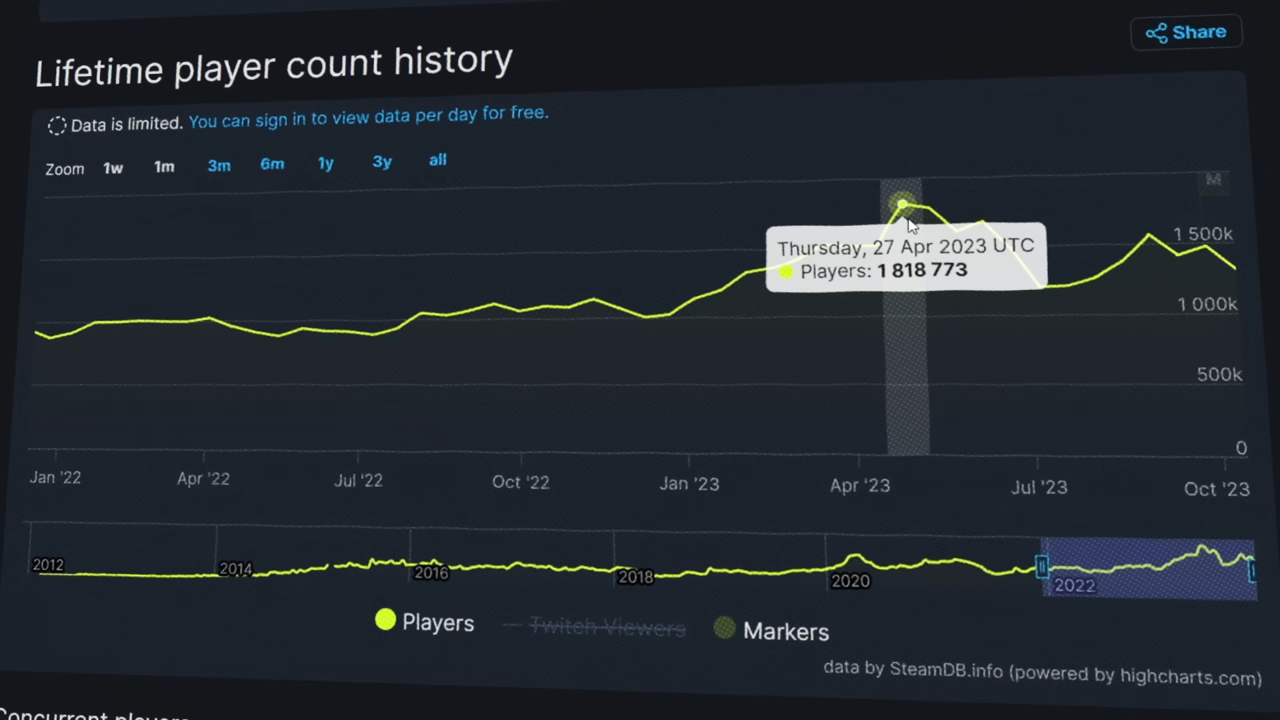 Share
Lifetime player count history
Data is limited. You can sign in to view data per day for free.
Zoom 1w 1m 3m 6m 1y 3y all
M
1 500k
Thursday, 27 Apr 2023 UTC
Players: 1 818 773
1 000k
500k
0
Jan '22 Apr '22 Jul '22 Oct '22 Jan '23 Apr '23 Jul '23 Oct '23
2012 2014 2016 2018 2020 2022
Players Twitch Viewers Markers
data by SteamDB.info (powered by highcharts.com)
Concurrent players